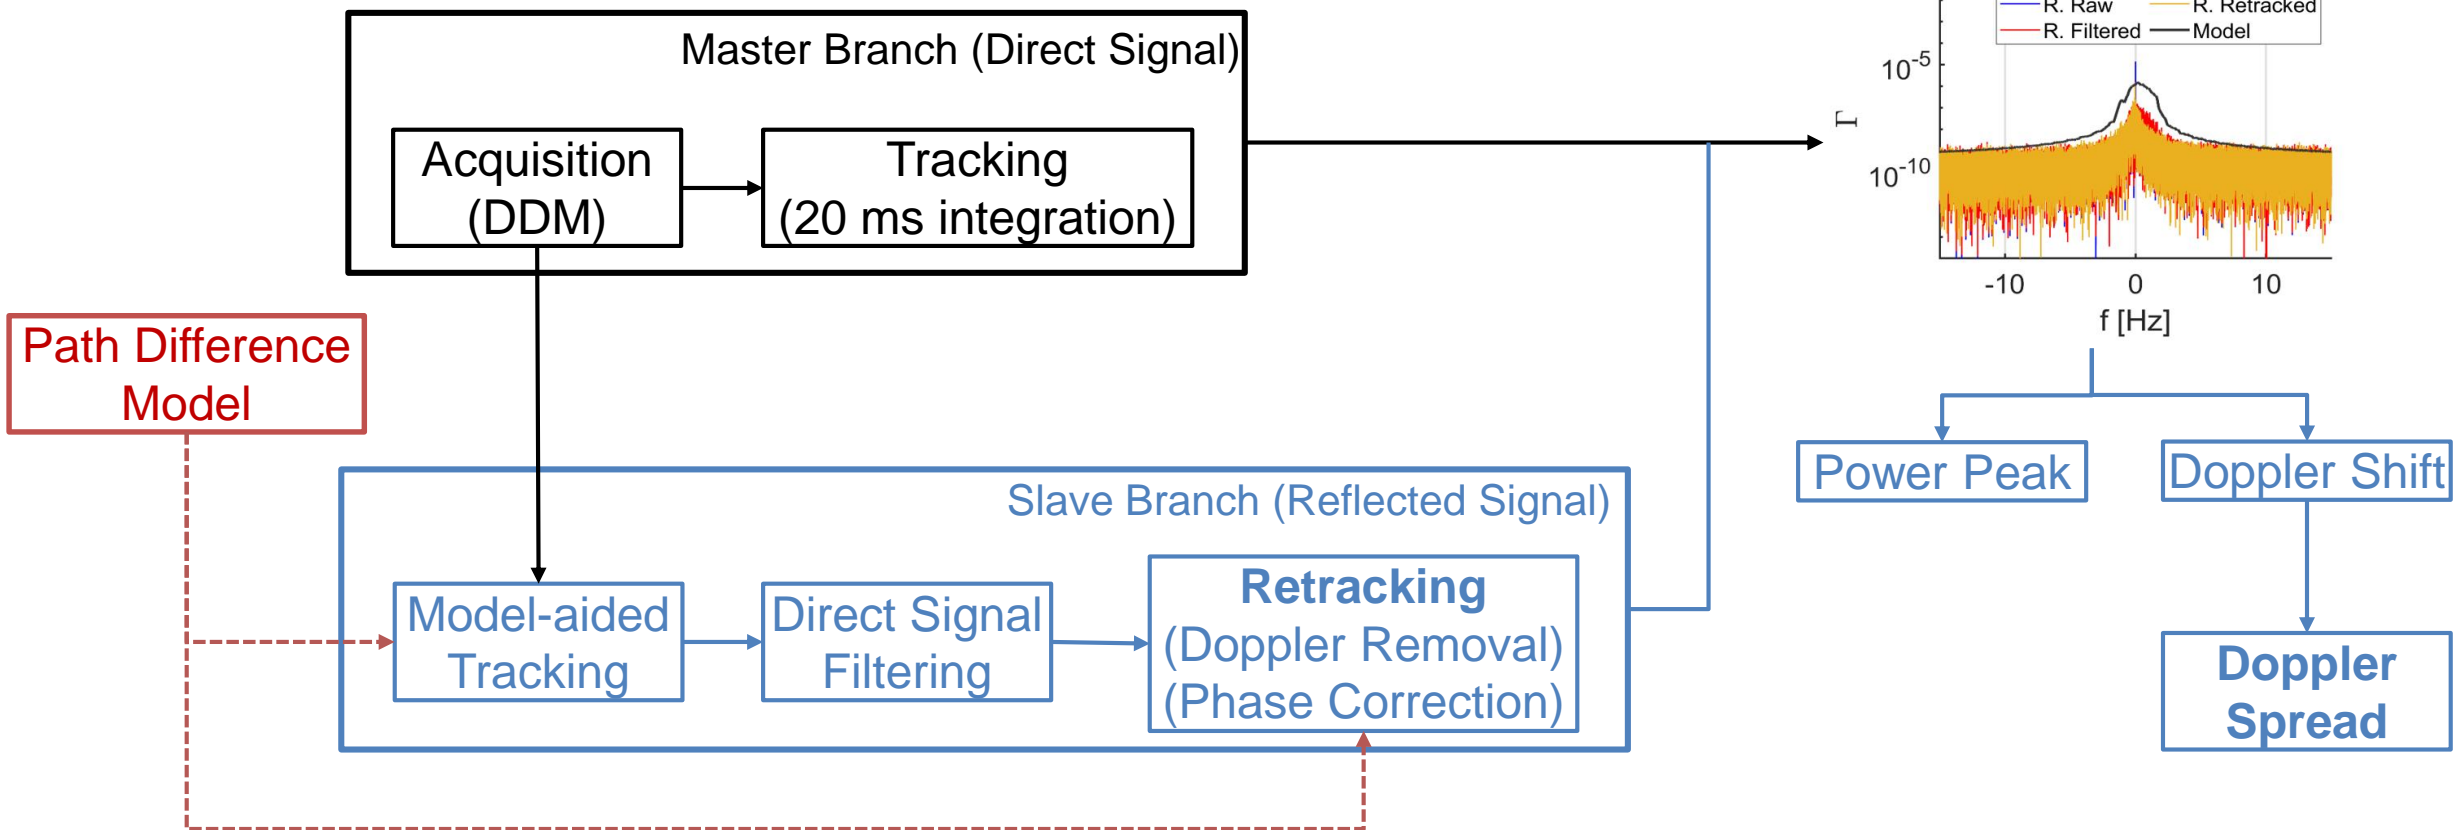 Master Branch (Direct Signal)
Acquisition
(DDM)
Tracking
(20 ms integration)
Path Difference
Model
Slave Branch (Reflected Signal)
Model-aided
Tracking
Direct Signal
Filtering
Retracking
(Doppler Removal)
(Phase Correction)
R. Raw
R. Retracked
R. Filtered
Model
10^-5
10^-10
Γ
-10
0
10
f [Hz]
Power Peak
Doppler Shift
Doppler
Spread